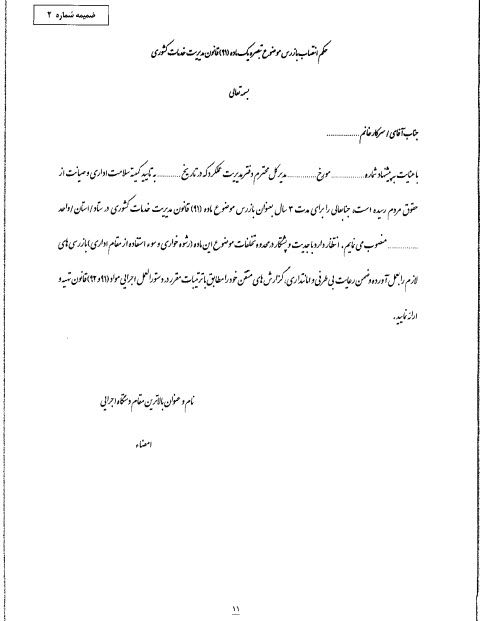 ضمیمه شماره ۲
حکم انتصاب بازرس موضوع تبصره یک ماده (۹۱) قانون مدیریت خدمات کشوری
بسمه تعالی
جناب آقای / سرکار خانم ................
با عنایت به پیشنهاد شماره .............. مورخ .............. مدیرکل محترم دفتر مدیریت عملکرد که در تاریخ ........... به تایید کمیته سلامت اداری و صیانت از
حقوق مردم رسیده است، جنابعالی را برای مدت ۳ سال بعنوان بازرس موضوع ماده (۹۱) قانون مدیریت خدمات کشوری در ستاد / استان / واحد
.............. منصوب می نمایم. انتظار دارد با جدیت و پشتکار در محدوده تخلفات موضوع این ماده (رشوه خواری و سوء استفاده از مقام اداری) بازرسی های
لازم را بعمل آورده و ضمن رعایت بی طرفی و امانتداری، گزارش های متقن خود را مطابق با ترتیبات مقرر در دستورالعمل اجرایی مواد (۹۱ و ۹۲) قانون تهیه و
ارائه نمایید.
نام و عنوان بالاترین مقام دستگاه اجرایی
امضاء
۱۱